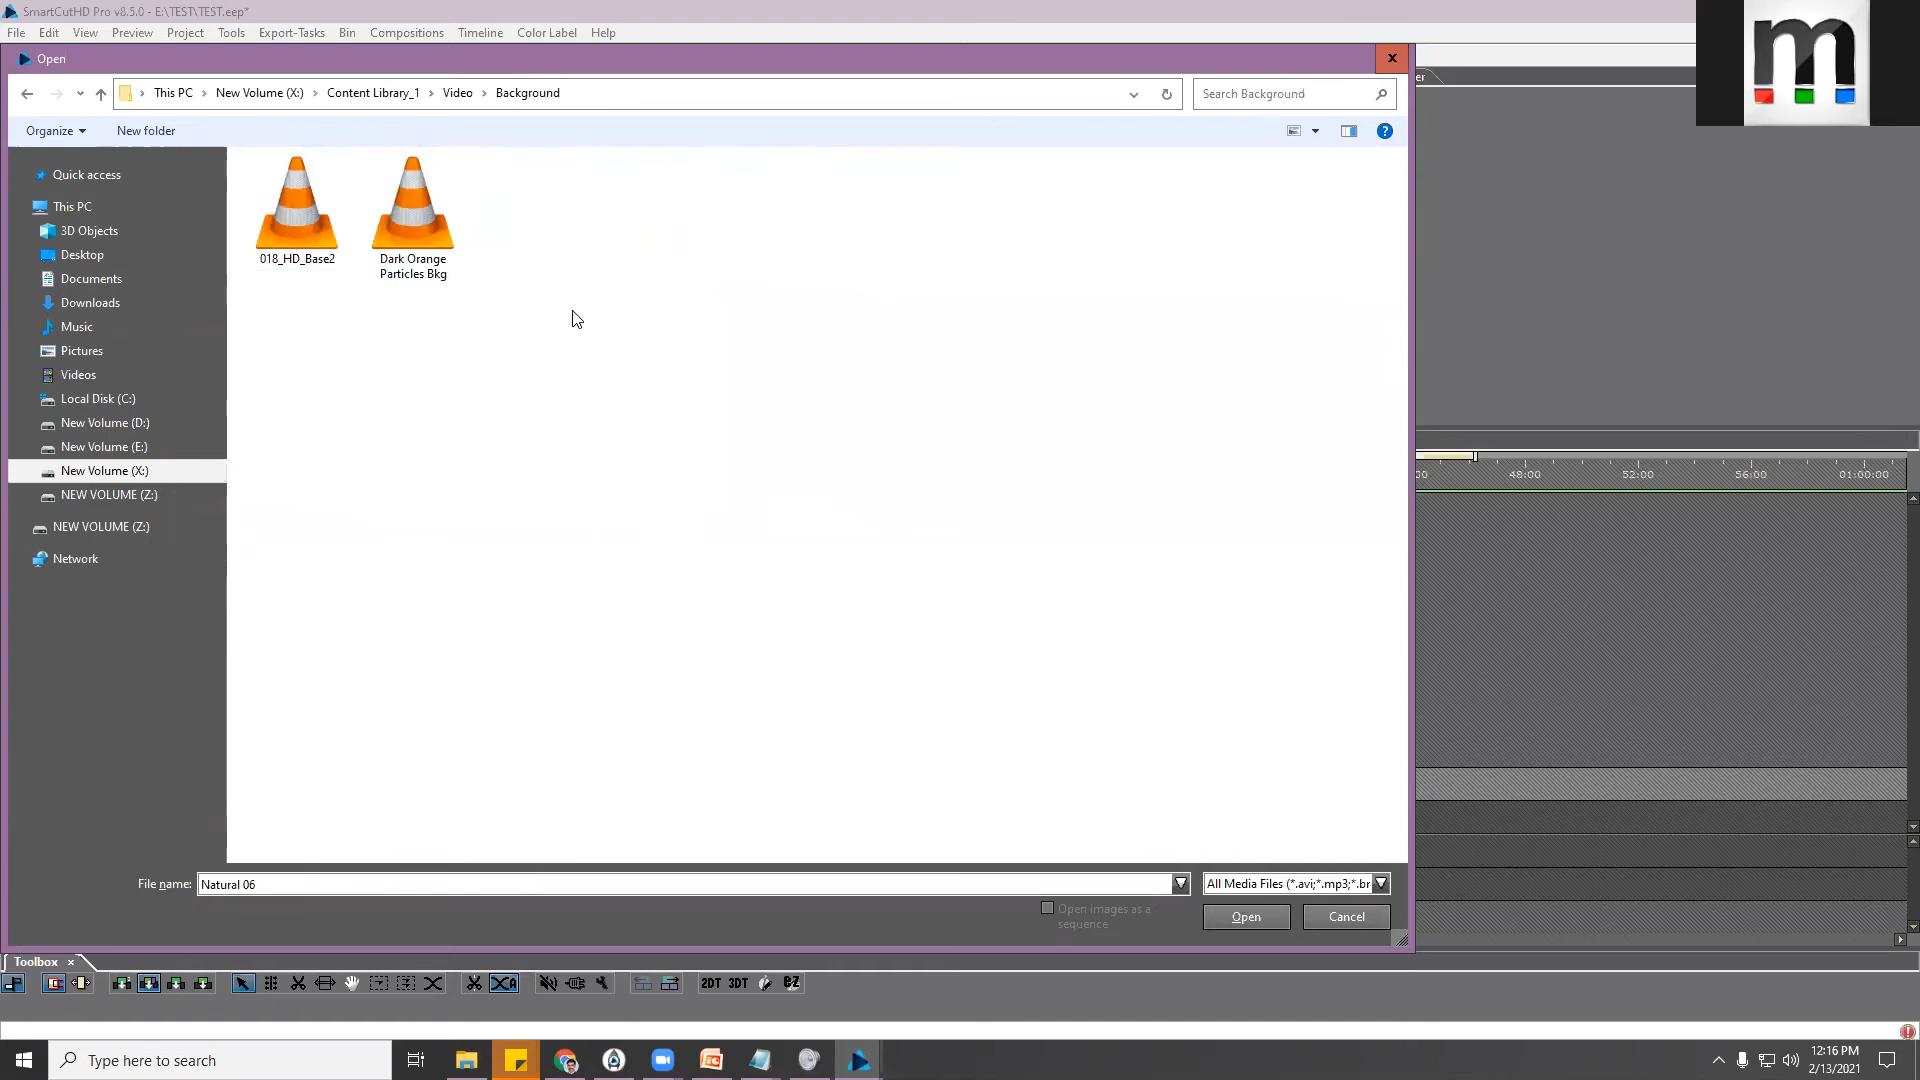 SmartCutHD Pro v8.5.0 - E:\TEST\TEST.eep*
File Edit View Preview Project Tools Export-Tasks Bin Compositions Timeline Color Label Help
Open
This PC New Volume (X:) Content Library_1 Video Background
Search Background
Organize New folder
Quick access
This PC
3D Objects
Desktop
Documents
Downloads
Music
Pictures
Videos
Local Disk (C:)
New Volume (D:)
New Volume (E:)
New Volume (X:)
NEW VOLUME (Z:)
NEW VOLUME (Z:)
Network
018_HD_Base2
Dark Orange
Particles Bkg
er
m
00 48:00 52:00 56:00 01:00:00
File name: Natural 06
All Media Files (*.avi;*.mp3;*.br
Open images as a
sequence
Open Cancel
Toolbox
2DT 3DT
Type here to search
12:16 PM
2/13/2021